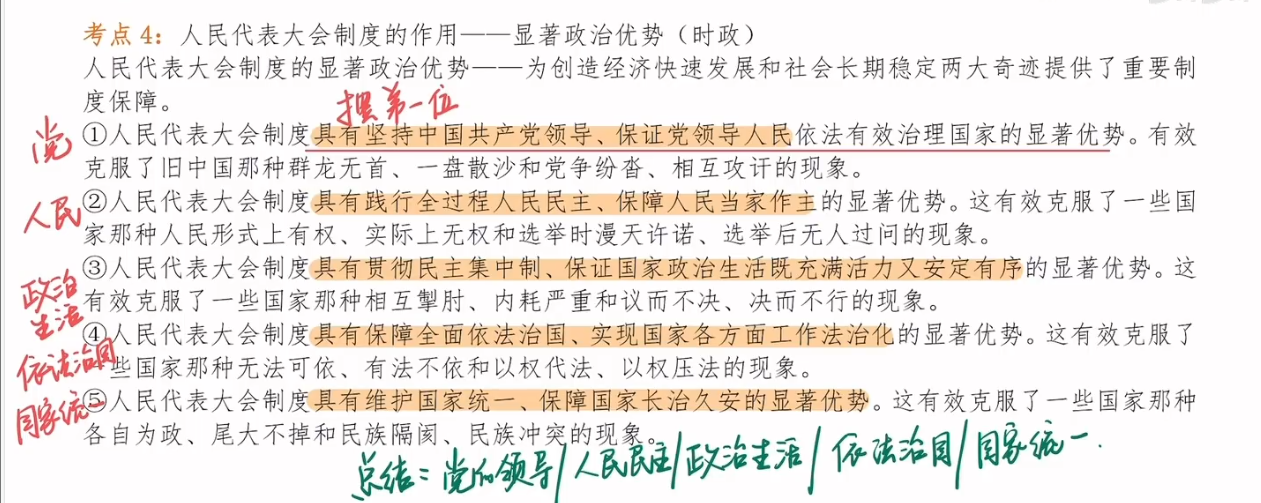 考点 4：人民代表大会制度的作用——显著政治优势（时政）
人民代表大会制度的显著政治优势——为创造经济快速发展和社会长期稳定两大奇迹提供了重要制
度保障。
摆第一位
党
①人民代表大会制度具有坚持中国共产党领导、保证党领导人民依法有效治理国家的显著优势。有效
克服了旧中国那种群龙无首、一盘散沙和党争纷沓、相互攻讦的现象。
人民
②人民代表大会制度具有践行全过程人民民主、保障人民当家作主的显著优势。这有效克服了一些国
家那种人民形式上有权、实际上无权和选举时漫天许诺、选举后无人过问的现象。
政治
生活
③人民代表大会制度具有贯彻民主集中制、保证国家政治生活既充满活力又安定有序的显著优势。这
有效克服了一些国家那种相互掣肘、内耗严重和议而不决、决而不行的现象。
依法治国
④人民代表大会制度具有保障全面依法治国、实现国家各方面工作法治化的显著优势。这有效克服了
一些国家那种无法可依、有法不依和以权代法、以权压法的现象。
国家统一
⑤人民代表大会制度具有维护国家统一、保障国家长治久安的显著优势。这有效克服了一些国家那种
各自为政、尾大不掉和民族隔阂、民族冲突的现象。
总结：党的领导/人民民主/政治生活/依法治国/国家统一.